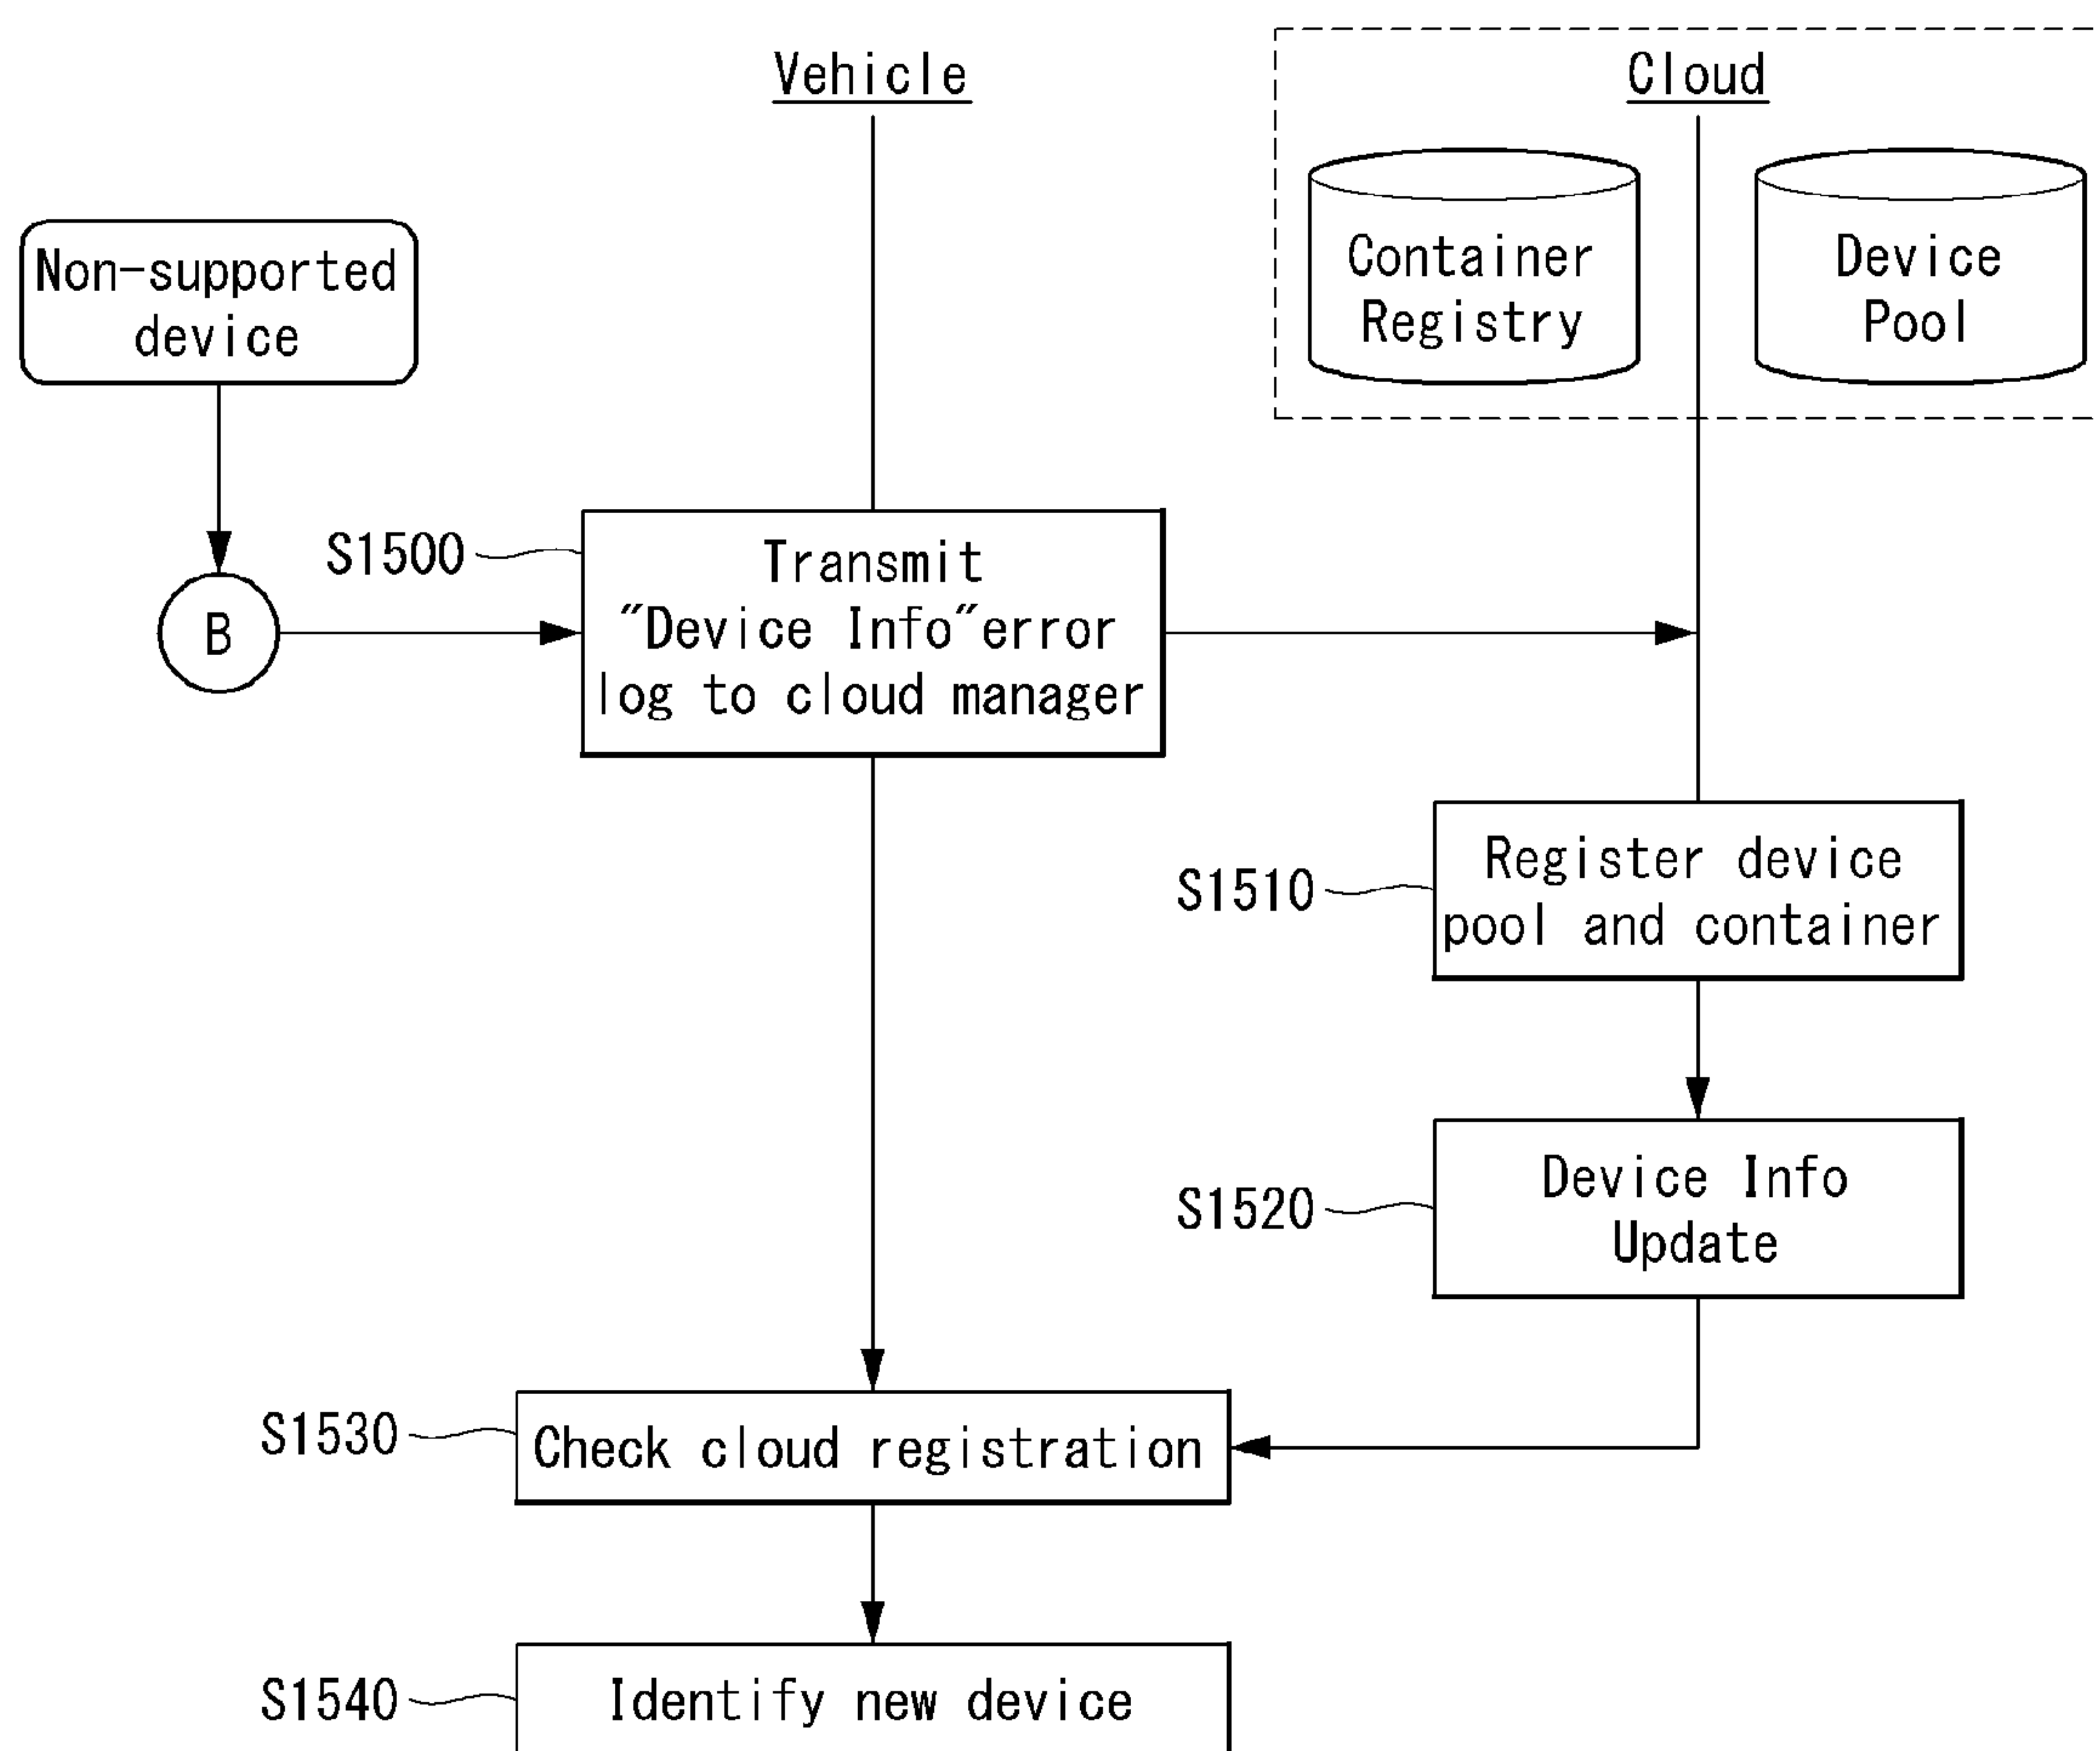 Vehicle
Cloud
Container
Registry
Device
Pool
Non-supported
device
B
S1500
Transmit
"Device Info"error
log to cloud manager
S1510
Register device
pool and container
S1520
Device Info
Update
S1530
Check cloud registration
S1540
Identify new device